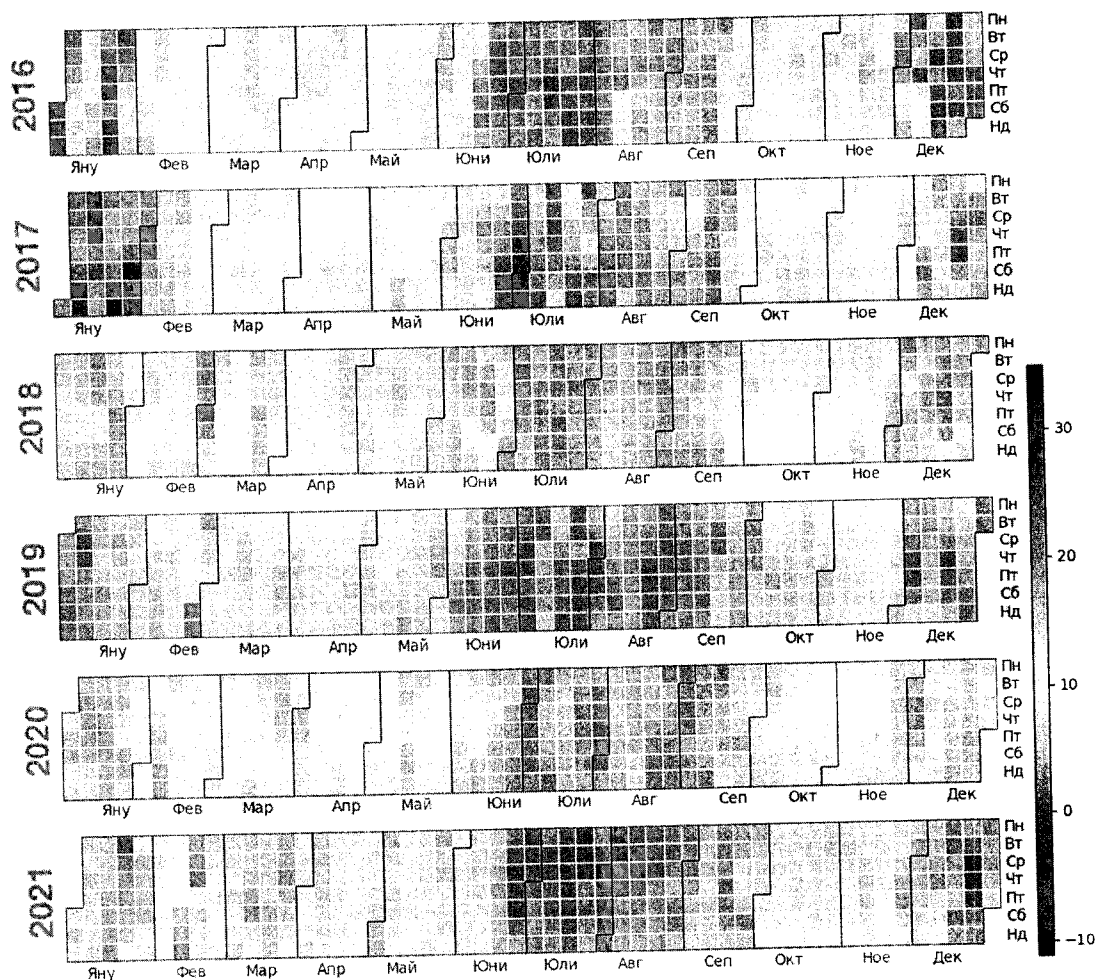 2016
Пн
Вт
Ср
Чт
Пт
Сб
Нд
Яну Фев Мар Апр Май Юни Юли Авг Сеп Окт Ное Дек
2017
Пн
Вт
Ср
Чт
Пт
Сб
Нд
Яну Фев Мар Апр Май Юни Юли Авг Сеп Окт Ное Дек
2018
Пн
Вт
Ср
Чт
Пт
Сб
Нд
Яну Фев Мар Апр Май Юни Юли Авг Сеп Окт Ное Дек
2019
Пн
Вт
Ср
Чт
Пт
Сб
Нд
Яну Фев Мар Апр Май Юни Юли Авг Сеп Окт Ное Дек
2020
Пн
Вт
Ср
Чт
Пт
Сб
Нд
Яну Фев Мар Апр Май Юни Юли Авг Сеп Окт Ное Дек
2021
Пн
Вт
Ср
Чт
Пт
Сб
Нд
Яну Фев Мар Апр Май Юни Юли Авг Сеп Окт Ное Дек
30
20
10
0
−10